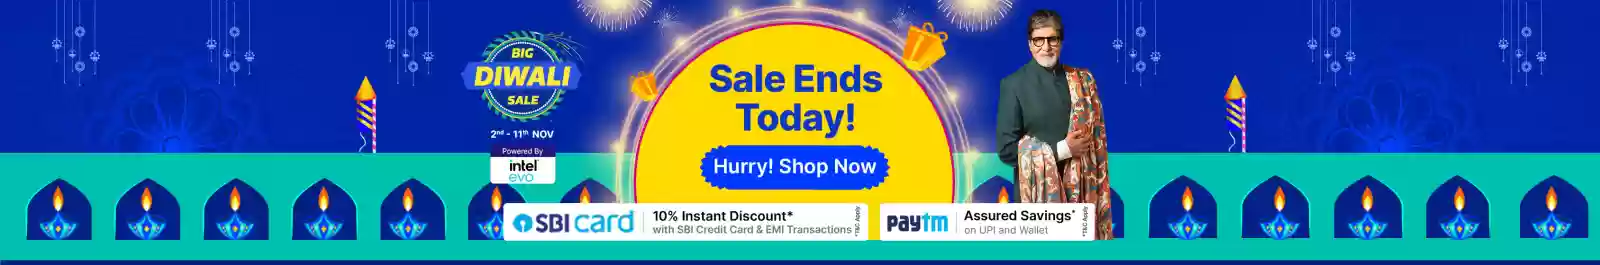 BIG
DIWALI
SALE
2nd - 11th NOV
Powered By
intel
evo
Sale Ends
Today!
Hurry! Shop Now
SBI card
10% Instant Discount*
with SBI Credit Card & EMI Transactions
*T&C Apply
paytm
Assured Savings*
on UPI and Wallet
*T&C Apply